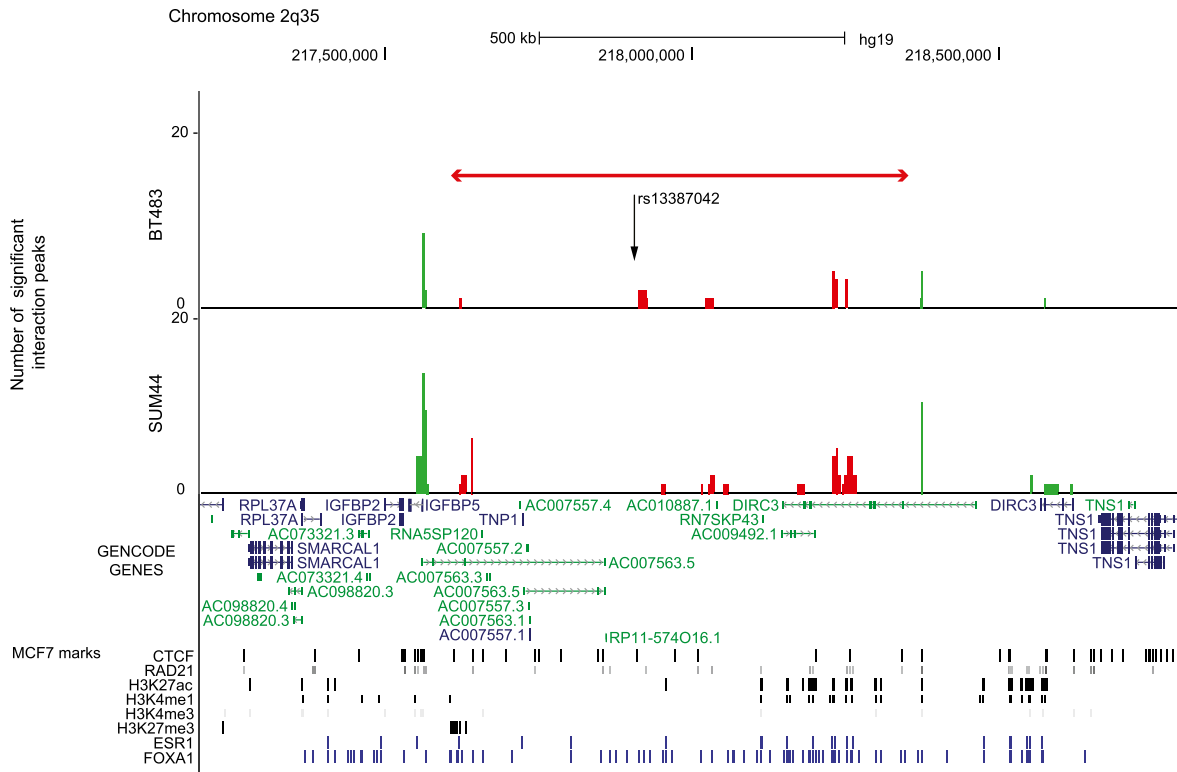 Chromosome 2q35
500 kb hg19
217,500,000 218,000,000 218,500,000
Number of significant
interaction peaks
BT483
20
0
rs13387042
SUM44
20
0
GENCODE
GENES
RPL37A IGFBP2 IGFBP5 AC007557.4 AC010887.1 DIRC3 DIRC3 TNS1
RPL37A IGFBP2 TNP1 RN7SKP43 TNS1
AC073321.3 RNA5SP120 AC009492.1 TNS1
SMARCAL1 AC007557.2 TNS1
SMARCAL1 AC007563.5 TNS1
AC073321.4 AC007563.3
AC098820.3 AC007563.5
AC098820.4 AC007557.3
AC098820.3 AC007563.1
AC007557.1 RP11-574O16.1
MCF7 marks
CTCF
RAD21
H3K27ac
H3K4me1
H3K4me3
H3K27me3
ESR1
FOXA1